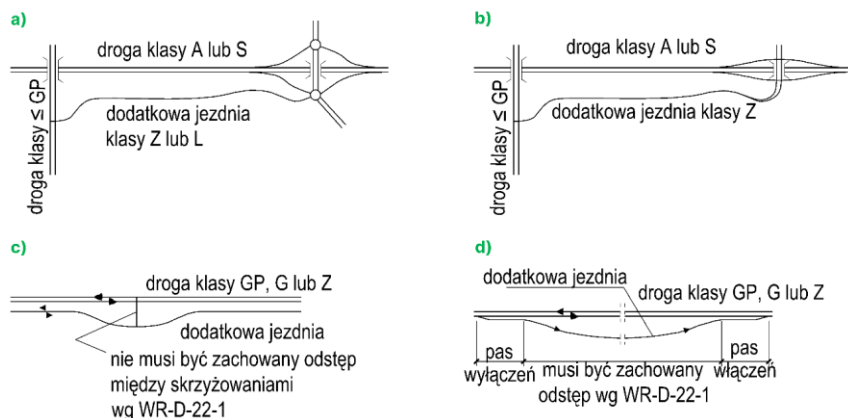 a)
droga klasy A lub S
droga klasy ≤ GP
dodatkowa jezdnia
klasy Z lub L
b)
droga klasy A lub S
droga klasy ≤ GP
dodatkowa jezdnia klasy Z
c)
droga klasy GP, G lub Z
dodatkowa jezdnia
nie musi być zachowany odstęp
między skrzyżowaniami
wg WR-D-22-1
d)
dodatkowa jezdnia
droga klasy GP, G lub Z
pas
wyłączeń
musi być zachowany
odstęp wg WR-D-22-1
pas
włączeń